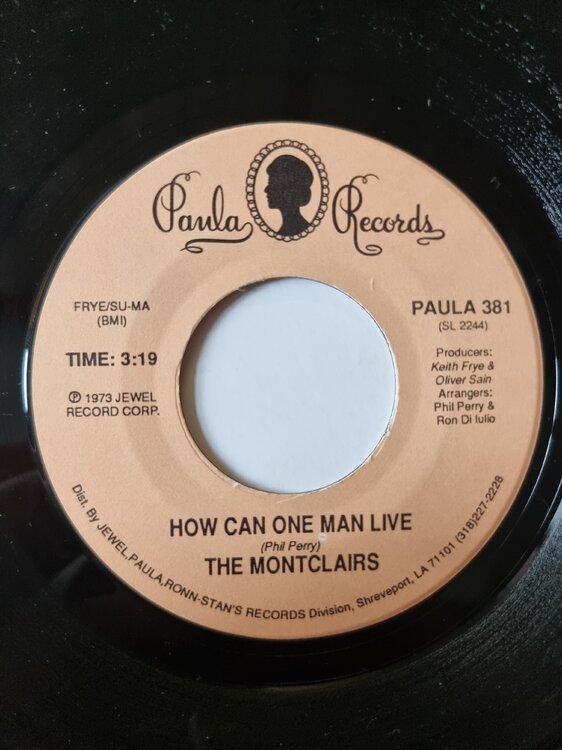 Paula Records
FRYE/SU-MA
(BMI)
TIME: 3:19
℗ 1973 JEWEL
RECORD CORP.
PAULA 381
(SL 2244)
Producers:
Keith Frye &
Oliver Sain
Arrangers:
Phil Perry &
Ron Di Iulio
HOW CAN ONE MAN LIVE
(Phil Perry)
THE MONTCLAIRS
Dist. By JEWEL,PAULA,RONN-STAN'S RECORDS Division, Shreveport, LA 71101 (318)227-2228